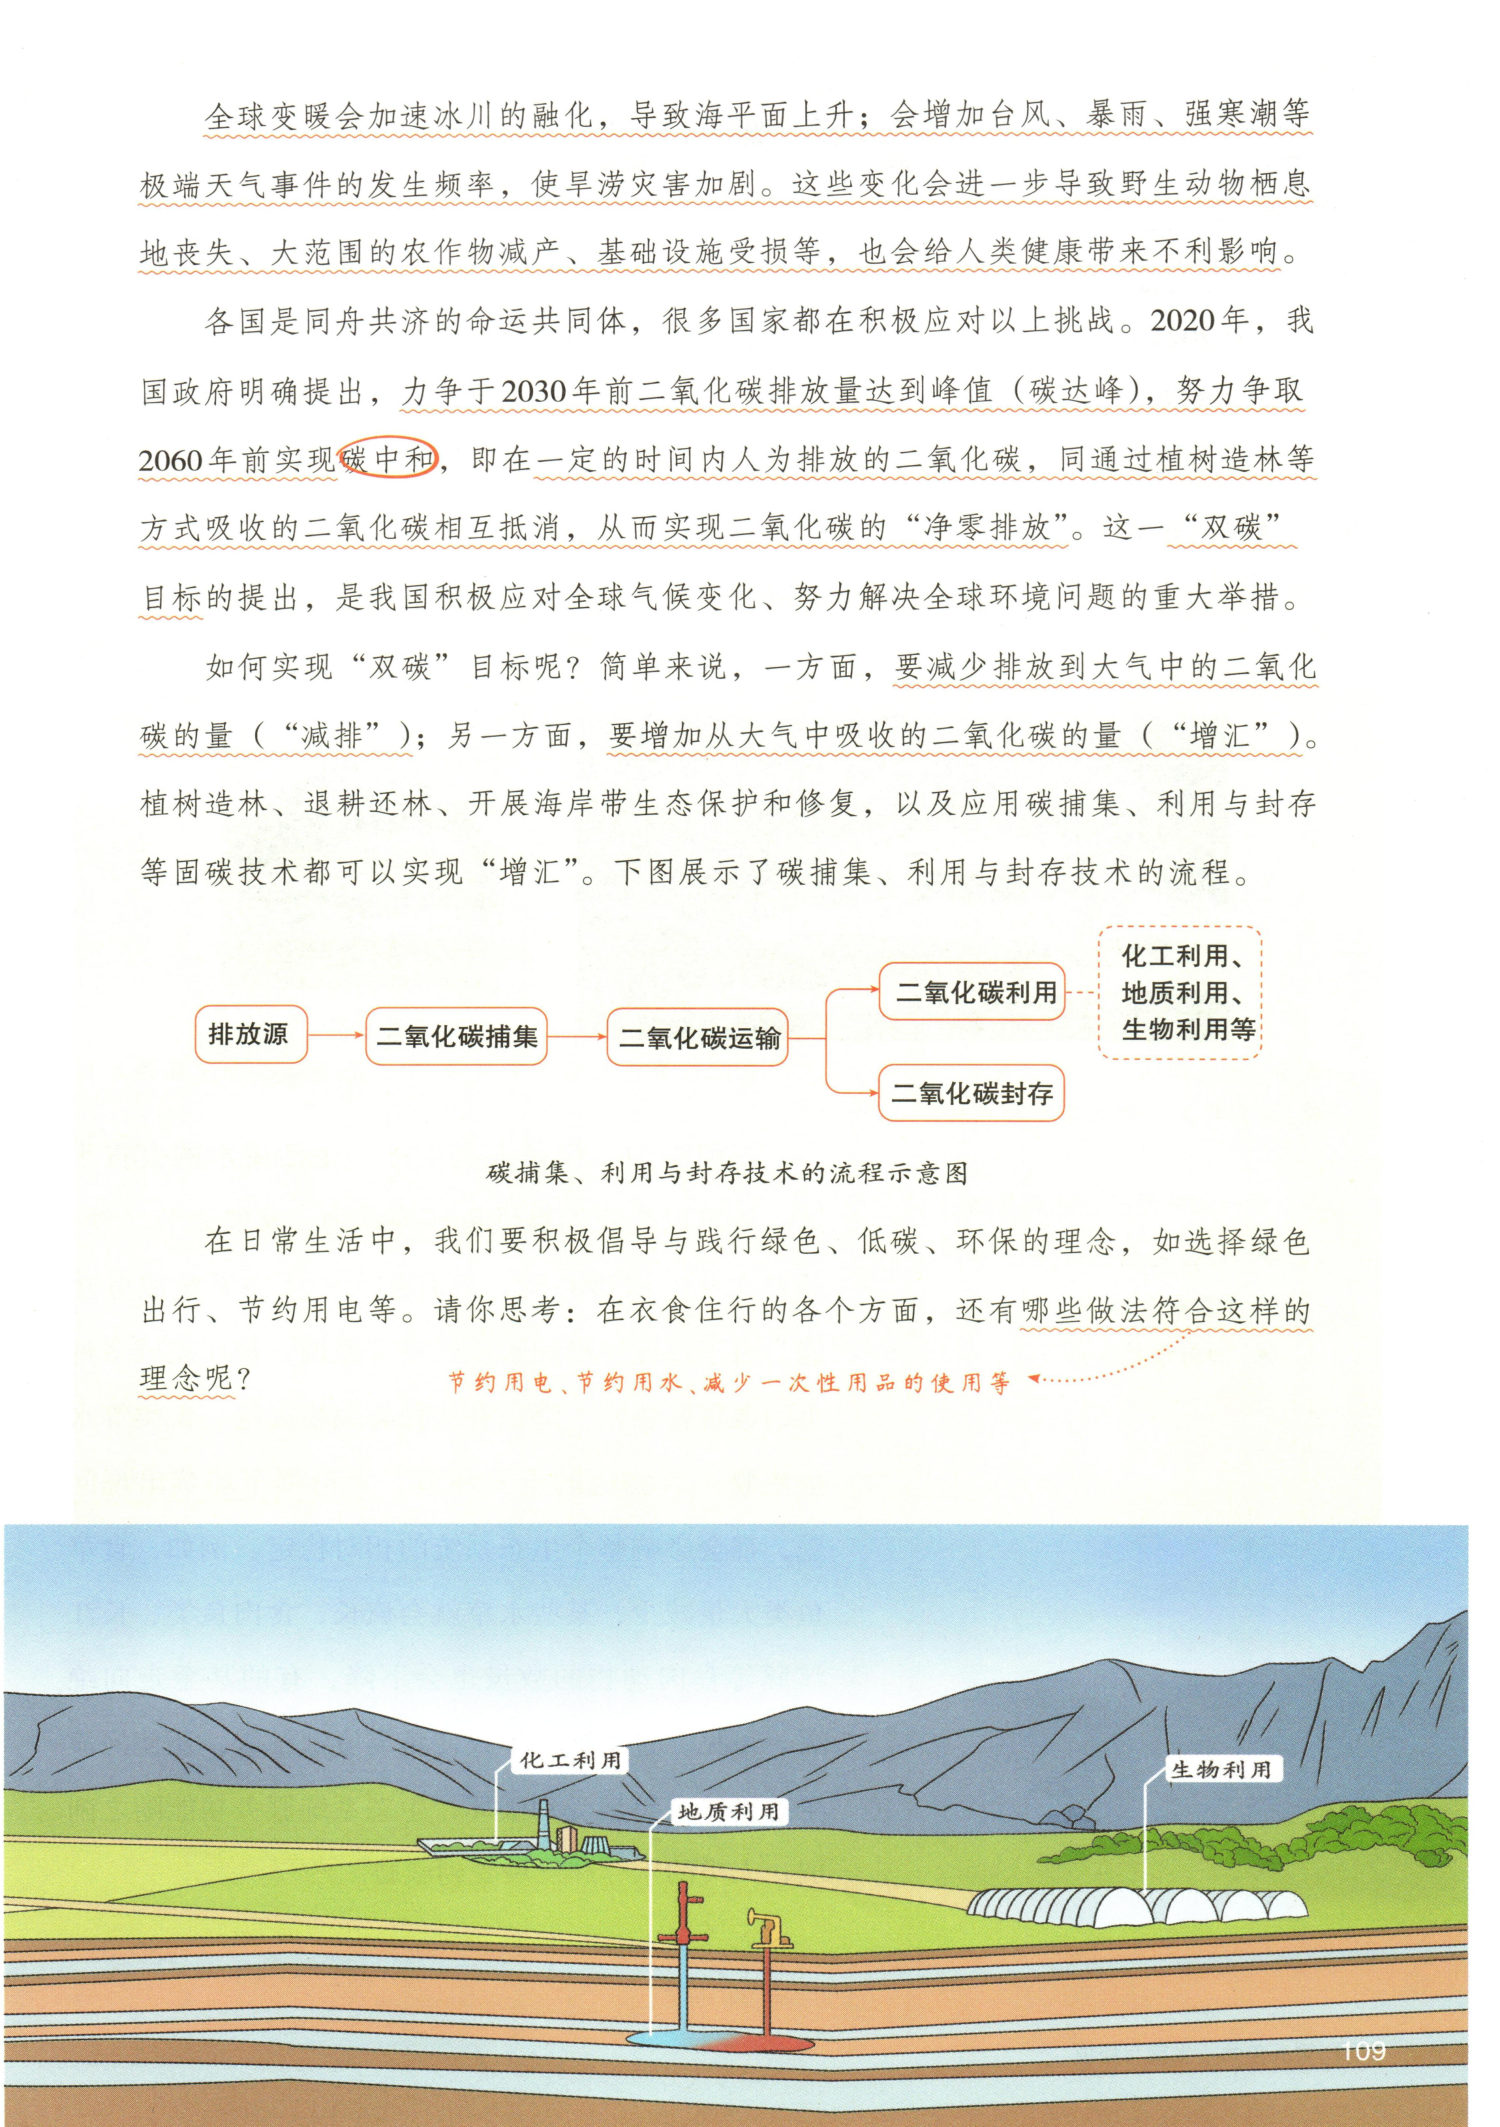 全球变暖会加速冰川的融化，导致海平面上升；会增加台风、暴雨、强寒潮等
极端天气事件的发生频率，使旱涝灾害加剧。这些变化会进一步导致野生动物栖息
地丧失、大范围的农作物减产、基础设施受损等，也会给人类健康带来不利影响。
各国是同舟共济的命运共同体，很多国家都在积极应对以上挑战。2020年，我
国政府明确提出，力争于2030年前二氧化碳排放量达到峰值（碳达峰），努力争取
2060年前实现碳中和，即在一定的时间内人为排放的二氧化碳，同通过植树造林等
方式吸收的二氧化碳相互抵消，从而实现二氧化碳的“净零排放”。这一“双碳”
目标的提出，是我国积极应对全球气候变化、努力解决全球环境问题的重大举措。
如何实现“双碳”目标呢？简单来说，一方面，要减少排放到大气中的二氧化
碳的量（“减排”）；另一方面，要增加从大气中吸收的二氧化碳的量（“增汇”）。
植树造林、退耕还林、开展海岸带生态保护和修复，以及应用碳捕集、利用与封存
等固碳技术都可以实现“增汇”。下图展示了碳捕集、利用与封存技术的流程。
排放源
二氧化碳捕集
二氧化碳运输
二氧化碳利用
化工利用、
地质利用、
生物利用等
二氧化碳封存
碳捕集、利用与封存技术的流程示意图
在日常生活中，我们要积极倡导与践行绿色、低碳、环保的理念，如选择绿色
出行、节约用电等。请你思考：在衣食住行的各个方面，还有哪些做法符合这样的
理念呢？
节约用电、节约用水、减少一次性用品的使用等
化工利用
地质利用
生物利用
109